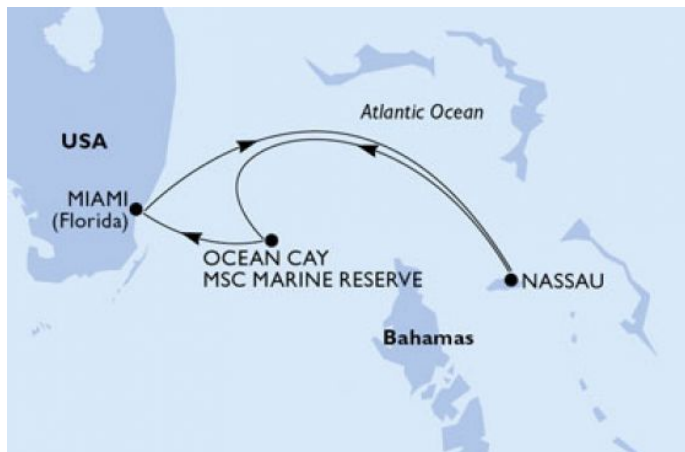 Atlantic Ocean
USA
MIAMI
(Florida)
OCEAN CAY
MSC MARINE RESERVE
NASSAU
Bahamas